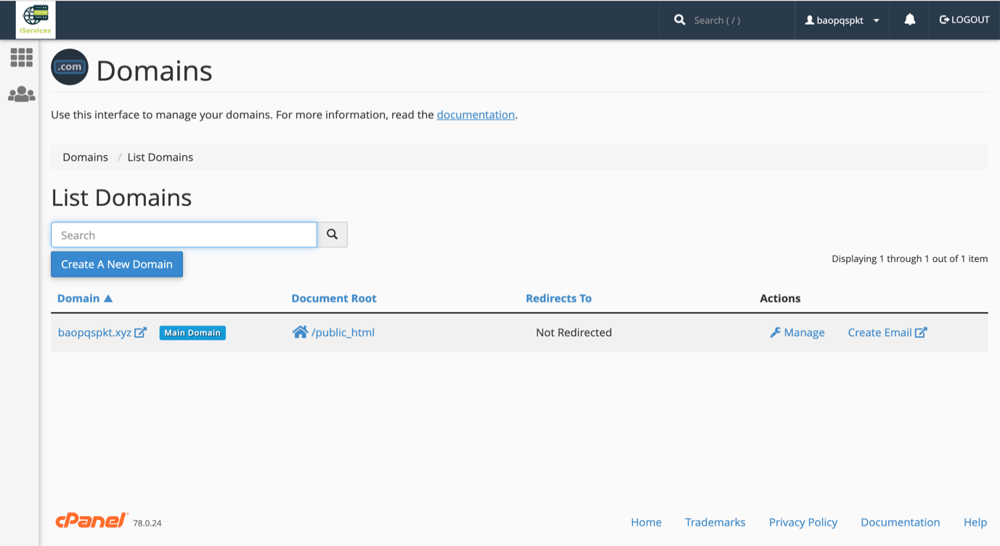 IServices
Search ( / )
baopqspkt
LOGOUT
.com
Domains
Use this interface to manage your domains. For more information, read the documentation.
Domains / List Domains
List Domains
Search
Create A New Domain
Displaying 1 through 1 out of 1 item
Domain ▲ Document Root Redirects To Actions
baopqspkt.xyz Main Domain /public_html Not Redirected Manage Create Email
cPanel® 78.0.24 Home Trademarks Privacy Policy Documentation Help